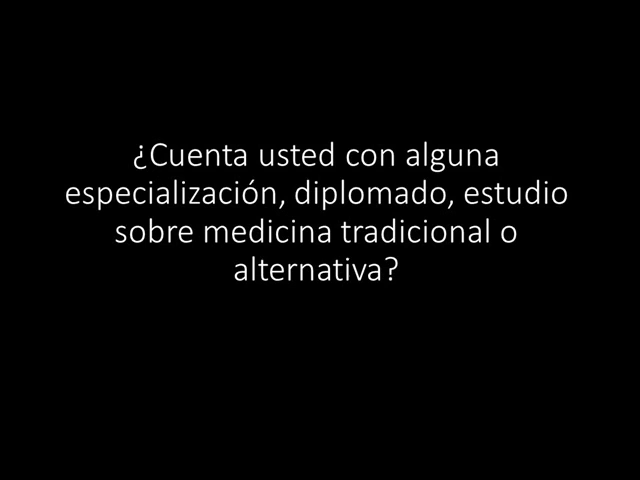 ¿Cuenta usted con alguna
especialización, diplomado, estudio
sobre medicina tradicional o
alternativa?